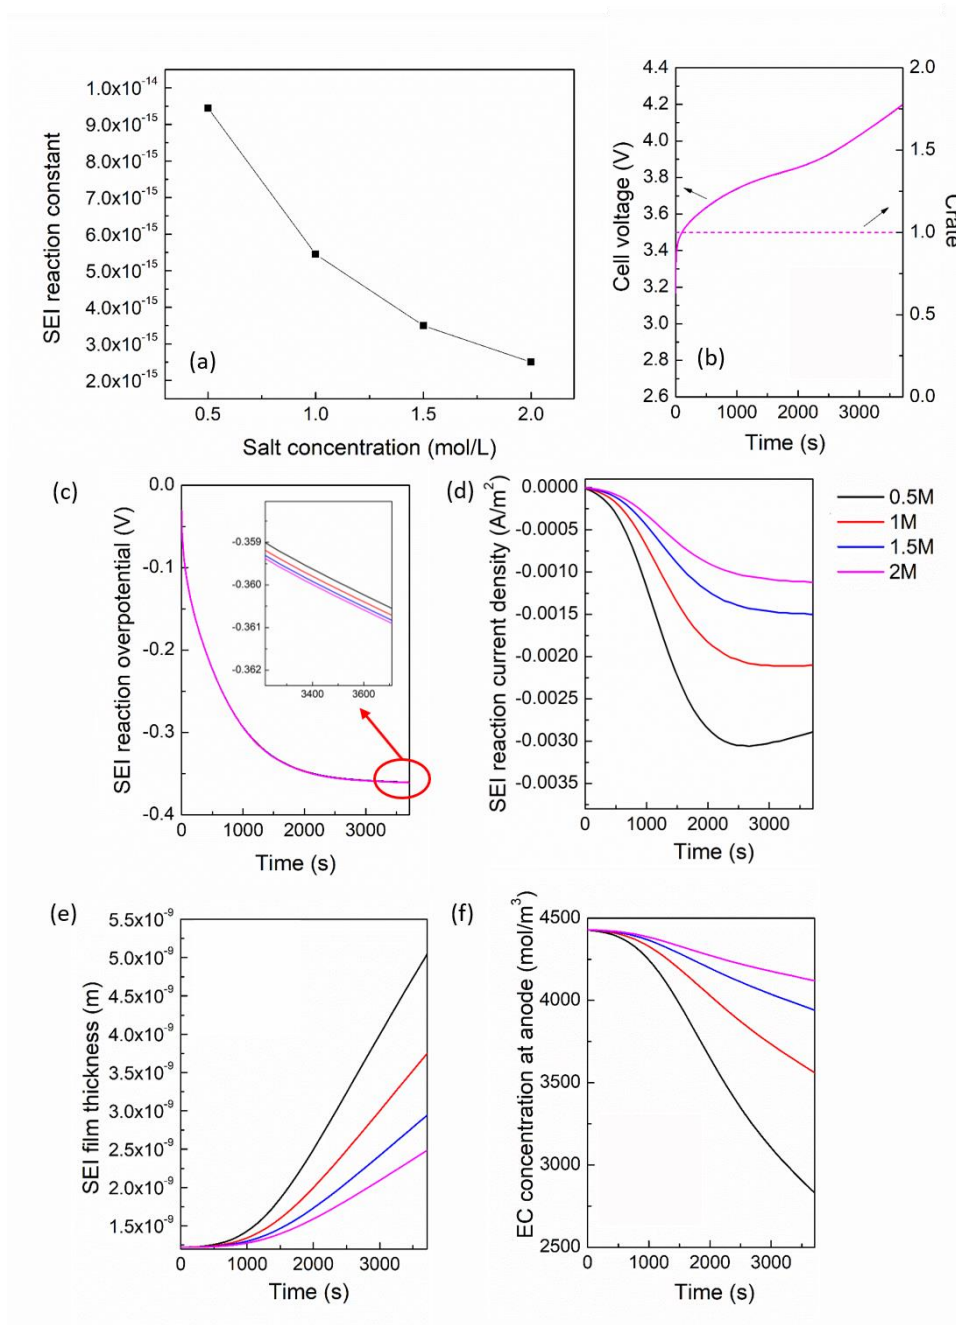 1.0x10⁻¹⁴
9.0x10⁻¹⁵
8.0x10⁻¹⁵
7.0x10⁻¹⁵
6.0x10⁻¹⁵
5.0x10⁻¹⁵
4.0x10⁻¹⁵
3.0x10⁻¹⁵
2.0x10⁻¹⁵
SEI reaction constant
(a)
0.5 1.0 1.5 2.0
Salt concentration (mol/L)
4.4
4.2
4.0
3.8
3.6
3.4
3.2
3.0
2.8
2.6
Cell voltage (V)
(b)
2.0
1.5
1.0
0.5
0.0
Crate
0 1000 2000 3000
Time (s)
(c)
0.0
-0.1
-0.2
-0.3
-0.4
SEI reaction overpotential (V)
-0.359
-0.360
-0.361
-0.362
3400 3600
0 1000 2000 3000
Time (s)
(d)
0.0000
-0.0005
-0.0010
-0.0015
-0.0020
-0.0025
-0.0030
-0.0035
SEI reaction current density (A/m²)
0 1000 2000 3000
Time (s)
0.5M
1M
1.5M
2M
(e)
5.5x10⁻⁹
5.0x10⁻⁹
4.5x10⁻⁹
4.0x10⁻⁹
3.5x10⁻⁹
3.0x10⁻⁹
2.5x10⁻⁹
2.0x10⁻⁹
1.5x10⁻⁹
SEI film thickness (m)
0 1000 2000 3000
Time (s)
(f)
4500
4000
3500
3000
2500
EC concentration at anode (mol/m³)
0 1000 2000 3000
Time (s)